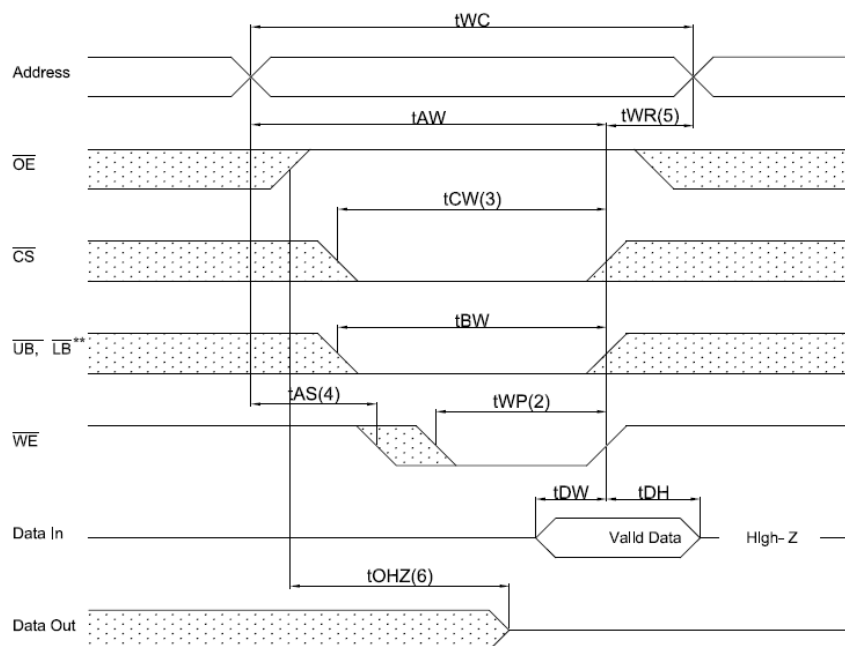 tWC
Address
tAW
tWR(5)
OE
tCW(3)
CS
tBW
UB, LB**
tAS(4)
tWP(2)
WE
tDW
tDH
Data In
Valid Data
High- Z
tOHZ(6)
Data Out